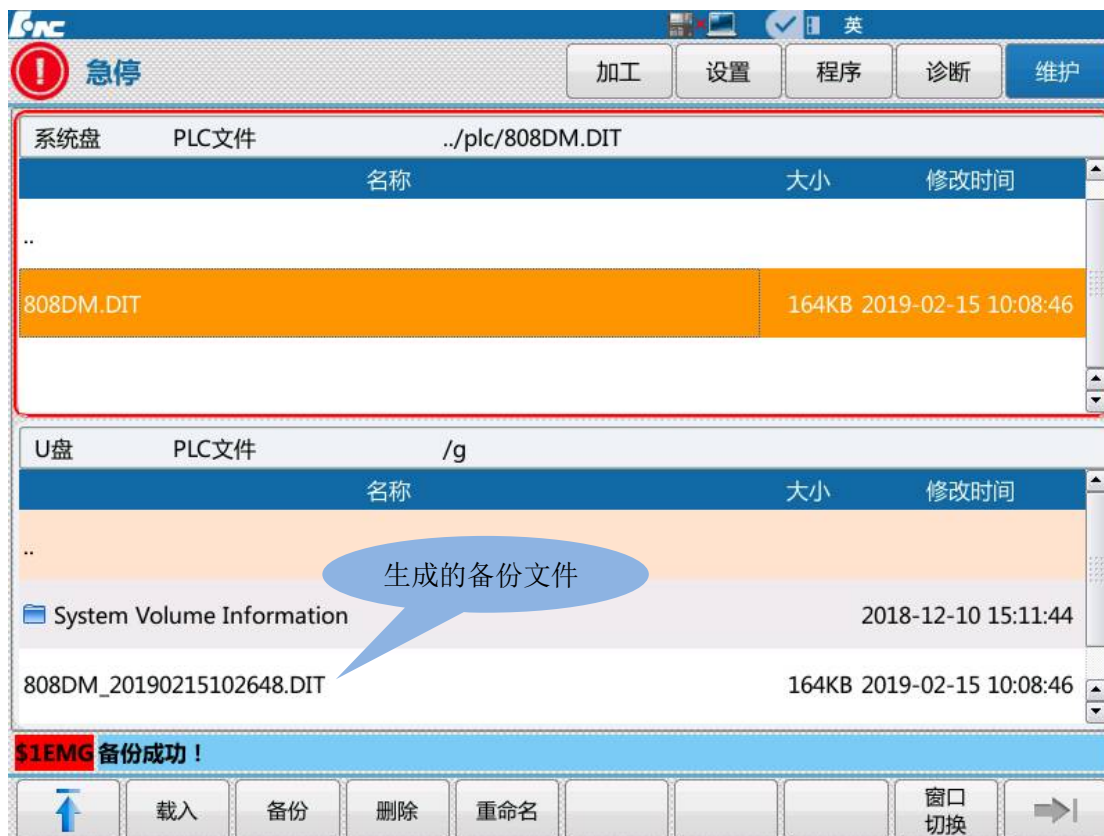 HNC
英
急停
加工 设置 程序 诊断 维护
系统盘 PLC文件 ../plc/808DM.DIT
名称 大小 修改时间
..
808DM.DIT 164KB 2019-02-15 10:08:46
U盘 PLC文件 /g
名称 大小 修改时间
..
生成的备份文件
System Volume Information 2018-12-10 15:11:44
808DM_20190215102648.DIT 164KB 2019-02-15 10:08:46
$1EMG 备份成功！
载入 备份 删除 重命名 窗口
切换